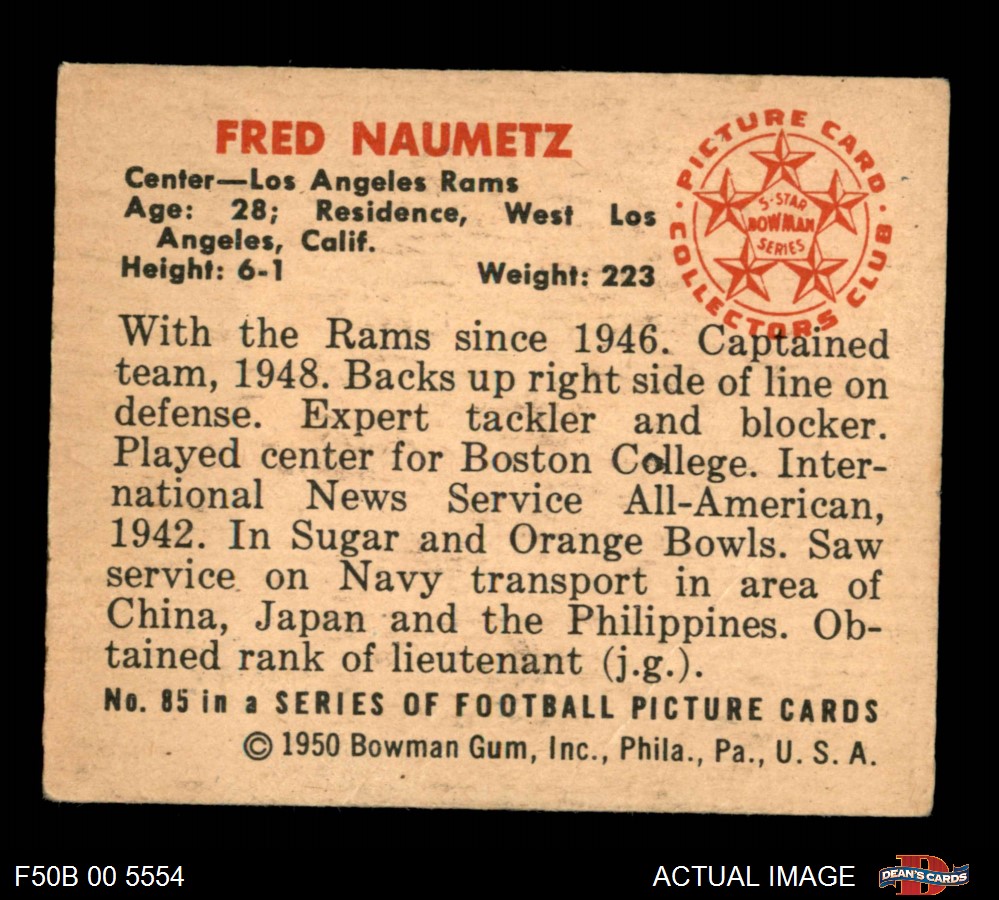 FRED NAUMETZ
Center—Los Angeles Rams
Age: 28; Residence, West Los
Angeles, Calif.
Height: 6-1 Weight: 223
PICTURE CARD
COLLECTORS CLUB
5-STAR
BOWMAN
SERIES
With the Rams since 1946. Captained
team, 1948. Backs up right side of line on
defense. Expert tackler and blocker.
Played center for Boston College. Inter-
national News Service All-American,
1942. In Sugar and Orange Bowls. Saw
service on Navy transport in area of
China, Japan and the Philippines. Ob-
tained rank of lieutenant (j.g.).
No. 85 in a SERIES OF FOOTBALL PICTURE CARDS
© 1950 Bowman Gum, Inc., Phila., Pa., U. S. A.
F50B 00 5554
ACTUAL IMAGE
D
DEAN'S CARDS